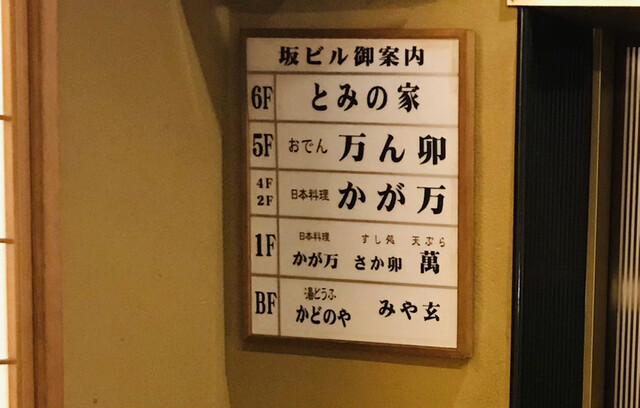 坂ビル御案内
6F とみの家
5F おでん 万ん卯
4F
2F 日本料理 かが万
1F 日本料理 すし処 天ぷら
かが万 さか卯 萬
BF 湯どうふ
かどのや みや玄